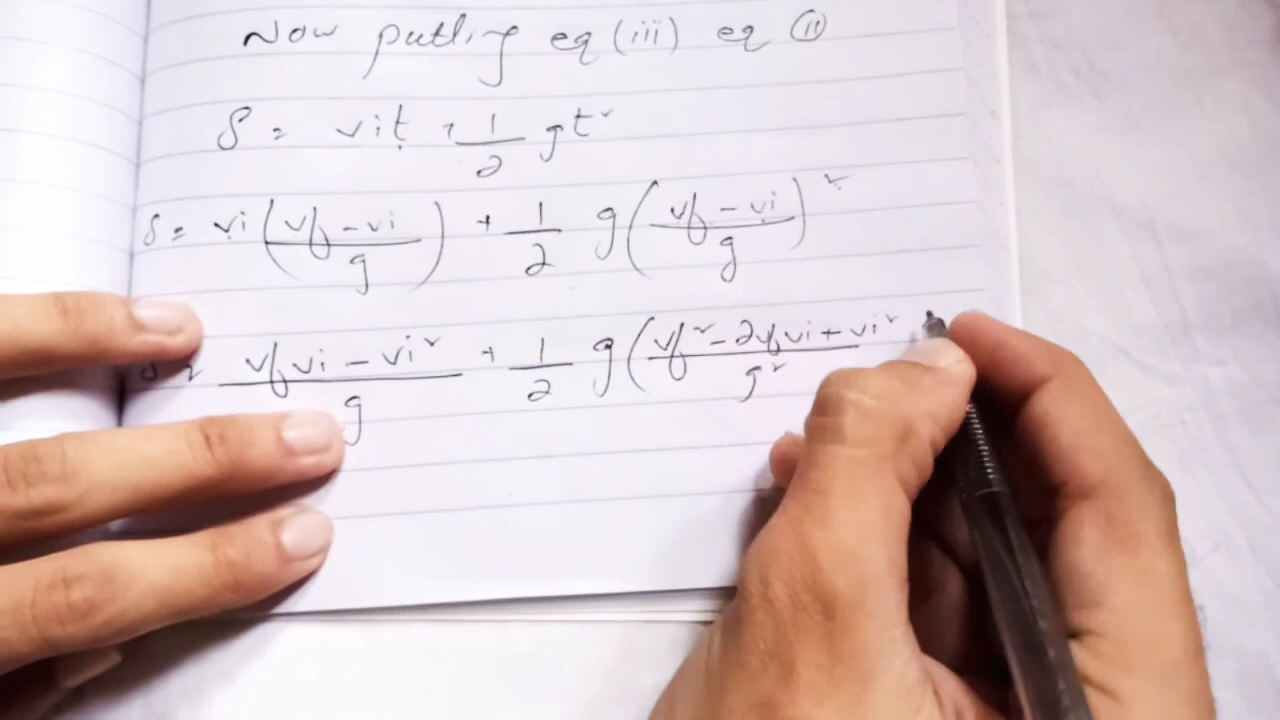 Now putting eq (iii) eq (ii)
S = vit + 1/2 gt²
S = vi (vf - vi / g) + 1/2 g (vf - vi / g)²
S = vfvi - vi² / g + 1/2 g (vf² - 2vfvi + vi² / g²